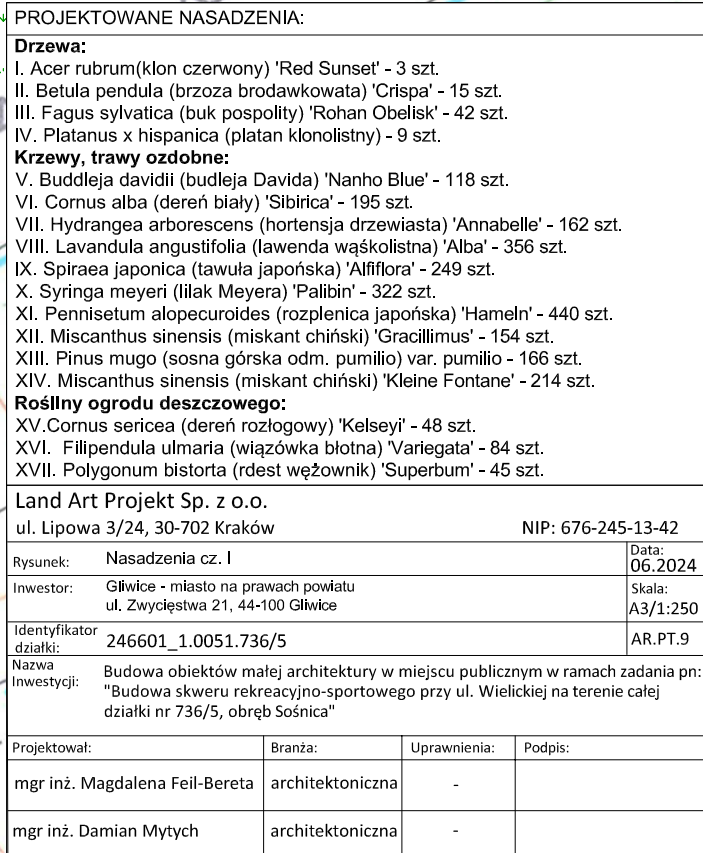 PROJEKTOWANE NASADZENIA:
Drzewa:
I. Acer rubrum(klon czerwony) 'Red Sunset' - 3 szt.
II. Betula pendula (brzoza brodawkowata) 'Crispa' - 15 szt.
III. Fagus sylvatica (buk pospolity) 'Rohan Obelisk' - 42 szt.
IV. Platanus x hispanica (platan klonolistny) - 9 szt.
Krzewy, trawy ozdobne:
V. Buddleja davidii (budleja Davida) 'Nanho Blue' - 118 szt.
VI. Cornus alba (dereń biały) 'Sibirica' - 195 szt.
VII. Hydrangea arborescens (hortensja drzewiasta) 'Annabelle' - 162 szt.
VIII. Lavandula angustifolia (lawenda wąśkolistna) 'Alba' - 356 szt.
IX. Spiraea japonica (tawuła japońska) 'Alfiflora' - 249 szt.
X. Syringa meyeri (lilak Meyera) 'Palibin' - 322 szt.
XI. Pennisetum alopecuroides (rozplenica japońska) 'Hameln' - 440 szt.
XII. Miscanthus sinensis (miskant chiński) 'Gracillimus' - 154 szt.
XIII. Pinus mugo (sosna górska odm. pumilio) var. pumilio - 166 szt.
XIV. Miscanthus sinensis (miskant chiński) 'Kleine Fontane' - 214 szt.
Rośliny ogrodu deszczowego:
XV.Cornus sericea (dereń rozłogowy) 'Kelseyi' - 48 szt.
XVI. Filipendula ulmaria (wiązówka błotna) 'Variegata' - 84 szt.
XVII. Polygonum bistorta (rdest wężownik) 'Superbum' - 45 szt.
Land Art Projekt Sp. z o.o.
ul. Lipowa 3/24, 30-702 Kraków NIP: 676-245-13-42
Rysunek: Nasadzenia cz. I Data: 06.2024
Inwestor: Gliwice - miasto na prawach powiatu
ul. Zwycięstwa 21, 44-100 Gliwice Skala: A3/1:250
Identyfikator działki: 246601_1.0051.736/5 AR.PT.9
Nazwa Inwestycji: Budowa obiektów małej architektury w miejscu publicznym w ramach zadania pn:
"Budowa skweru rekreacyjno-sportowego przy ul. Wielickiej na terenie całej
działki nr 736/5, obręb Sośnica"
Projektował: Branża: Uprawnienia: Podpis:
mgr inż. Magdalena Feil-Bereta architektoniczna -
mgr inż. Damian Mytych architektoniczna -